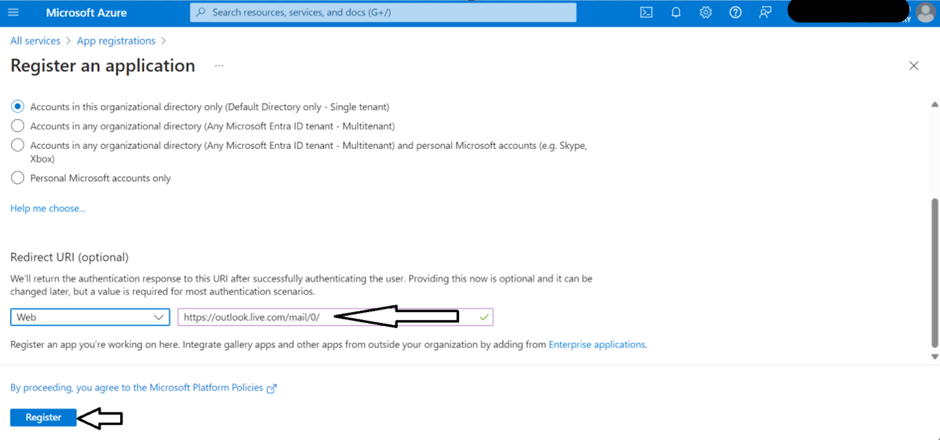 Microsoft Azure
Search resources, services, and docs (G+/)
All services > App registrations >
Register an application ...
Accounts in this organizational directory only (Default Directory only - Single tenant)
Accounts in any organizational directory (Any Microsoft Entra ID tenant - Multitenant)
Accounts in any organizational directory (Any Microsoft Entra ID tenant - Multitenant) and personal Microsoft accounts (e.g. Skype,
Xbox)
Personal Microsoft accounts only
Help me choose...
Redirect URI (optional)
We'll return the authentication response to this URI after successfully authenticating the user. Providing this now is optional and it can be
changed later, but a value is required for most authentication scenarios.
Web
https://outlook.live.com/mail/0/
Register an app you're working on here. Integrate gallery apps and other apps from outside your organization by adding from Enterprise applications.
By proceeding, you agree to the Microsoft Platform Policies
Register